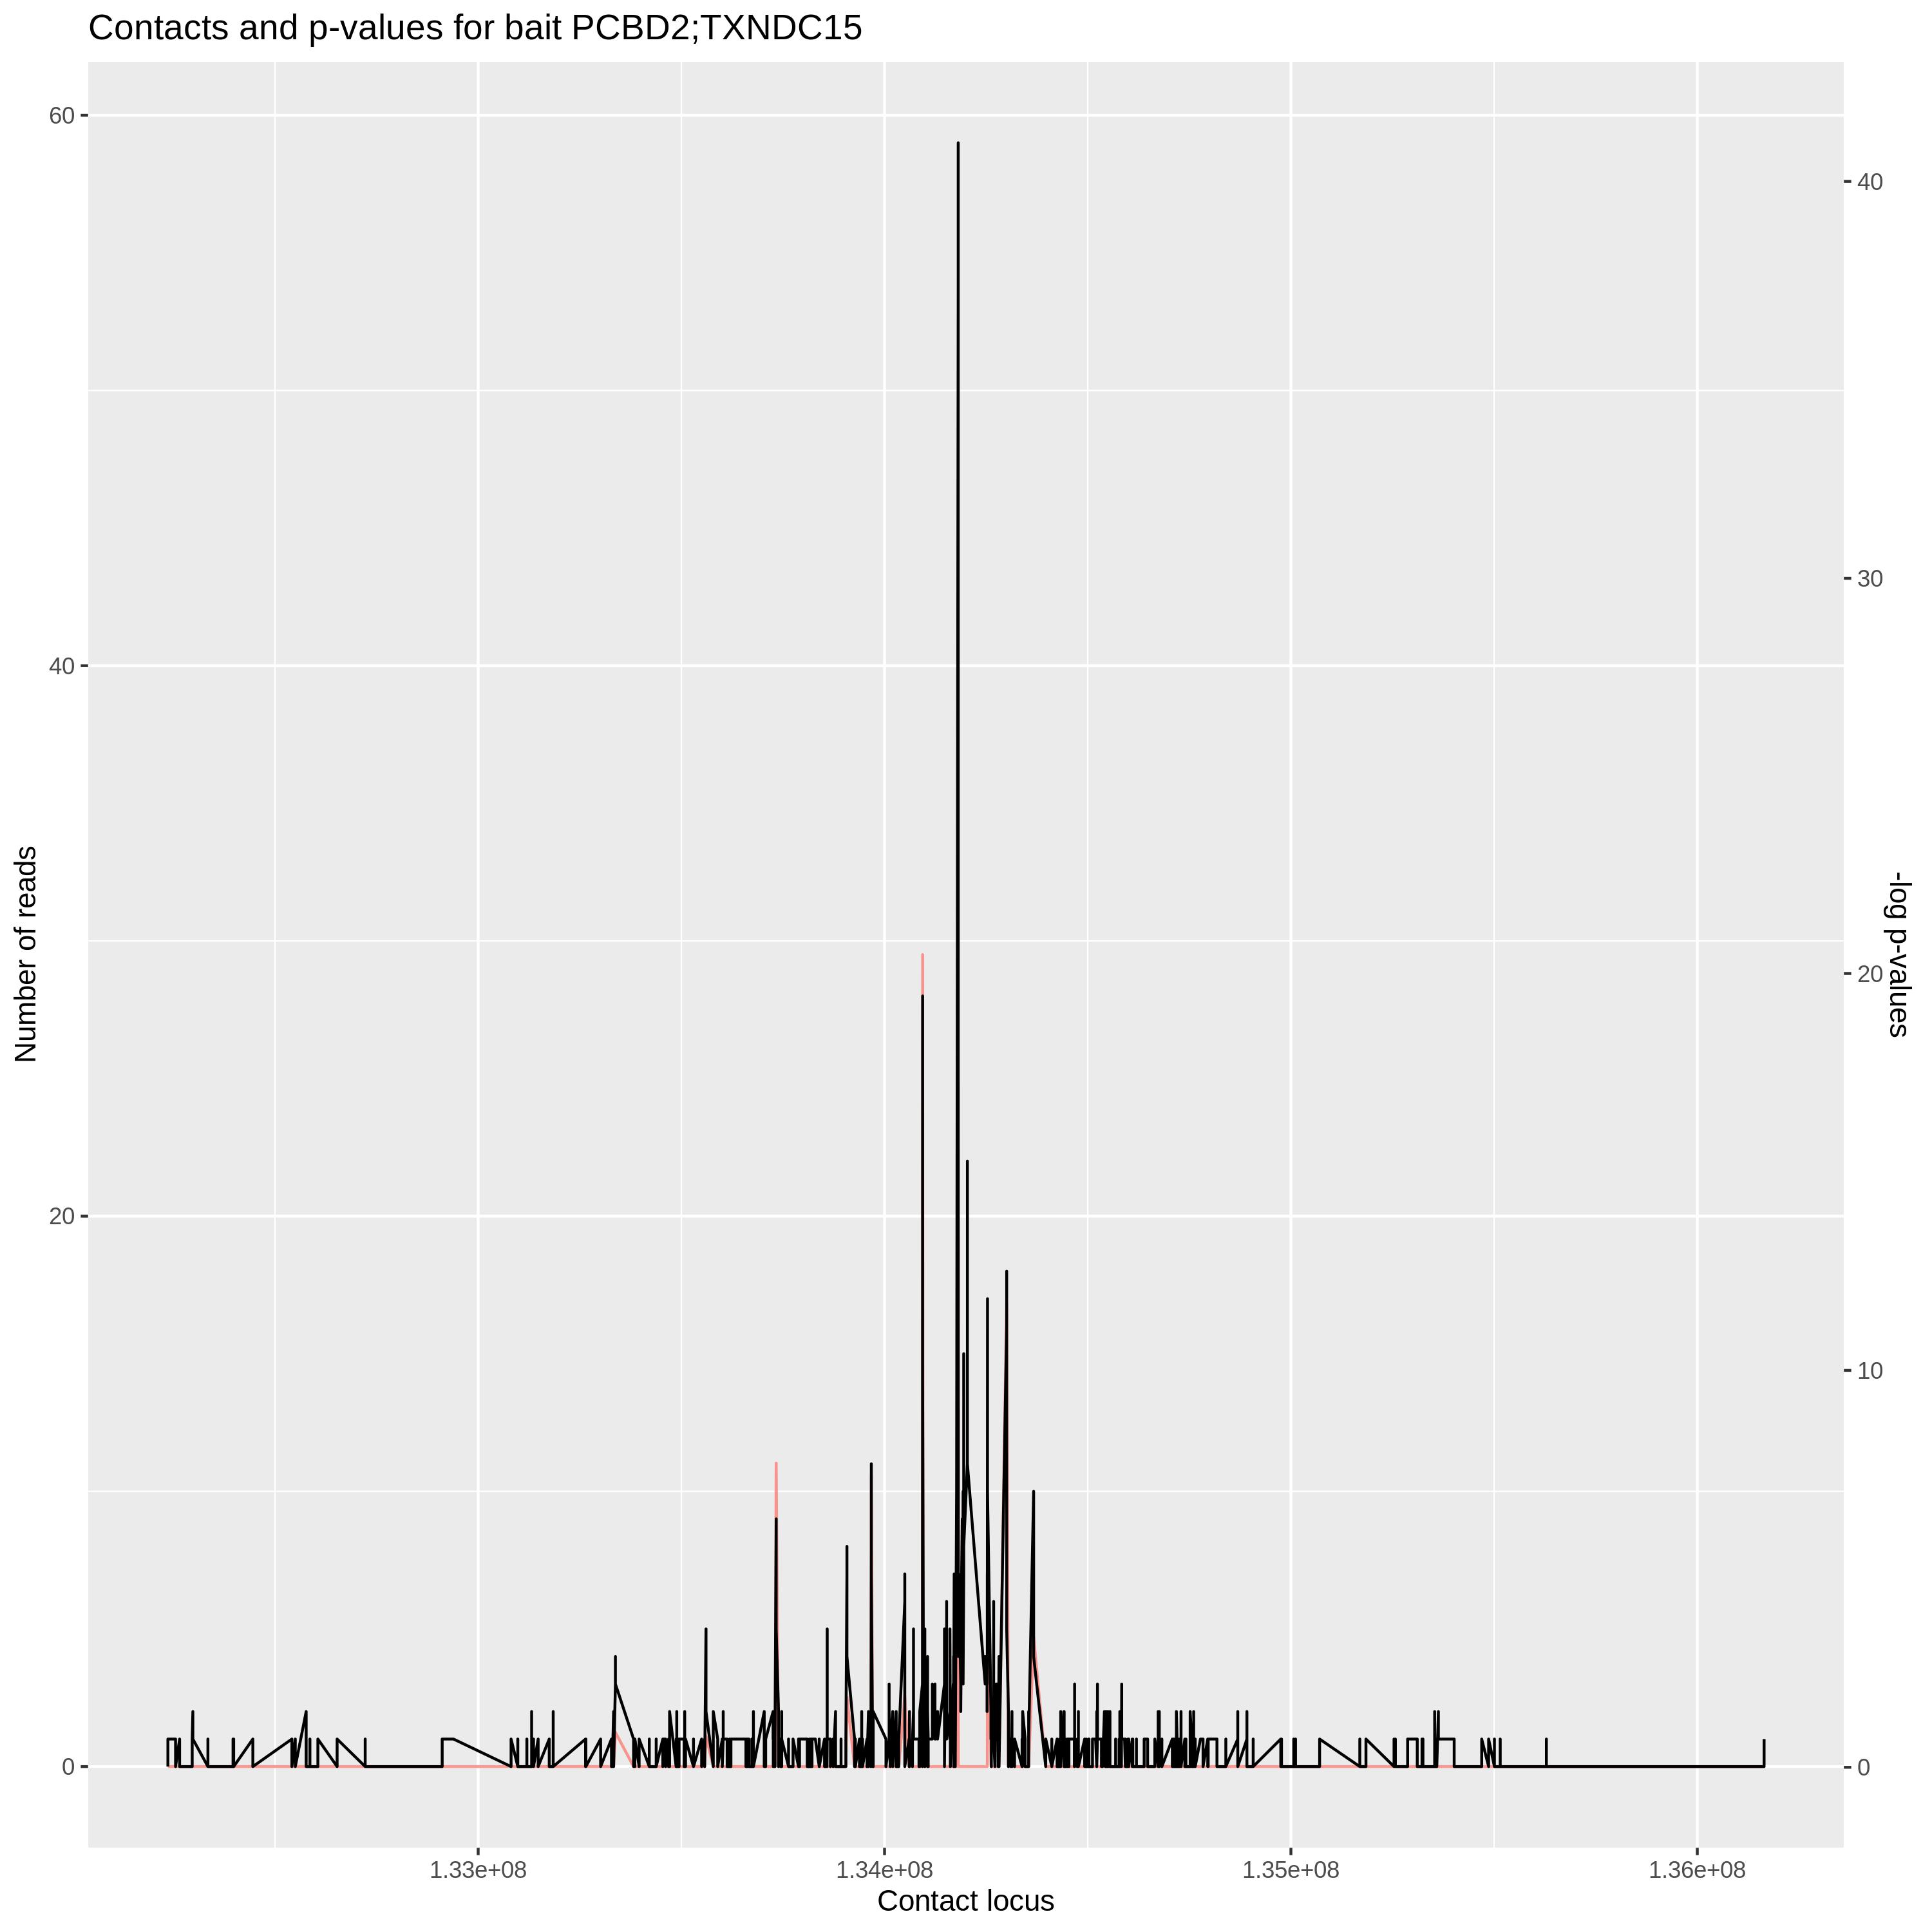 Contacts and p-values for bait PCBD2;TXNDC15
60
40
20
0
Number of reads
40
30
20
10
0
-log p-values
1.33e+08
1.34e+08
1.35e+08
1.36e+08
Contact locus